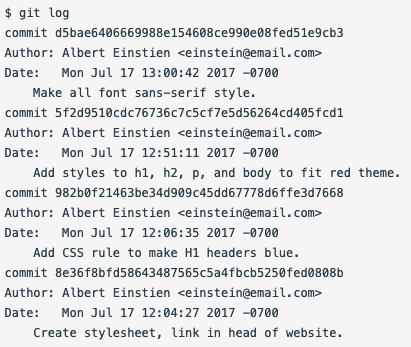 $ git log
commit d5bae6406669988e154608ce990e08fed51e9cb3
Author: Albert Einstien <einstein@email.com>
Date:   Mon Jul 17 13:00:42 2017 -0700
    Make all font sans-serif style.
commit 5f2d9510cdc76736c7c5cf7e5d56264cd405fcd1
Author: Albert Einstien <einstein@email.com>
Date:   Mon Jul 17 12:51:11 2017 -0700
    Add styles to h1, h2, p, and body to fit red theme.
commit 982b0f21463be34d909c45dd67778d6ffe3d7668
Author: Albert Einstien <einstein@email.com>
Date:   Mon Jul 17 12:06:35 2017 -0700
    Add CSS rule to make H1 headers blue.
commit 8e36f8bfd58643487565c5a4fbcb5250fed0808b
Author: Albert Einstien <einstein@email.com>
Date:   Mon Jul 17 12:04:27 2017 -0700
    Create stylesheet, link in head of website.